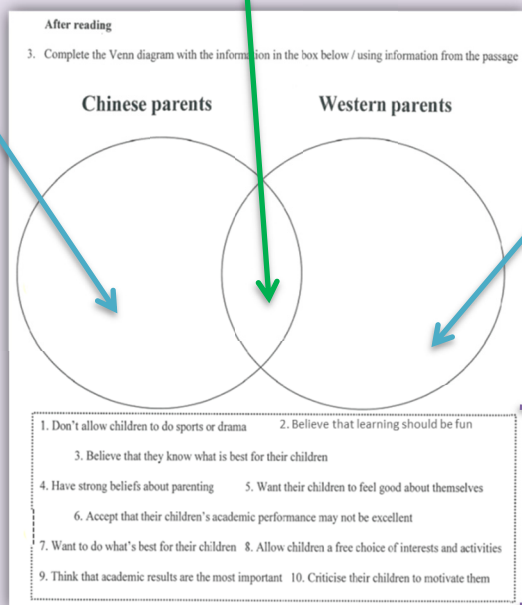 After reading
3. Complete the Venn diagram with the information in the box below / using information from the passage
Chinese parents Western parents
1. Don't allow children to do sports or drama 2. Believe that learning should be fun
3. Believe that they know what is best for their children
4. Have strong beliefs about parenting 5. Want their children to feel good about themselves
6. Accept that their children's academic performance may not be excellent
7. Want to do what's best for their children 8. Allow children a free choice of interests and activities
9. Think that academic results are the most important 10. Criticise their children to motivate them